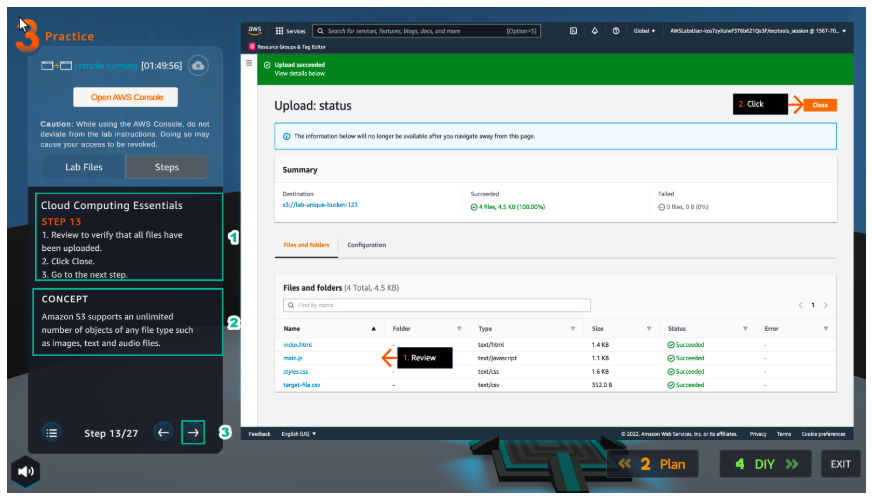 3 Practice
console running [01:49:56]
Open AWS Console
Caution: While using the AWS Console, do not
deviate from the lab instructions. Doing so may
cause your access to be revoked.
Lab Files Steps
Cloud Computing Essentials
STEP 13
1. Review to verify that all files have
been uploaded.
2. Click Close.
3. Go to the next step.
1
CONCEPT
Amazon S3 supports an unlimited
number of objects of any file type such
as images, text and audio files.
2
Step 13/27
3
aws Services Search for services, features, blogs, docs, and more [Option+S] Global
Resource Groups & Tag Editor
Upload succeeded
View details below.
Upload: status
2. Click
Close
The information below will no longer be available after you navigate away from this page.
Summary
Destination Succeeded Failed
s3://lab-unique-bucket-123 4 files, 4.5 KB (100.00%) 0 files, 0 B (0%)
Files and folders Configuration
Files and folders (4 Total, 4.5 KB)
Find by name
1
Name Folder Type Size Status Error
index.html - text/html 1.4 KB Succeeded -
main.js - text/javascript 1.1 KB Succeeded -
1. Review
styles.css - text/css 1.6 KB Succeeded -
target-file.csv - text/csv 352.0 B Succeeded -
Feedback English (US) © 2022, Amazon Web Services, Inc. or its affiliates. Privacy Terms Cookie preferences
2 Plan 4 DIY EXIT